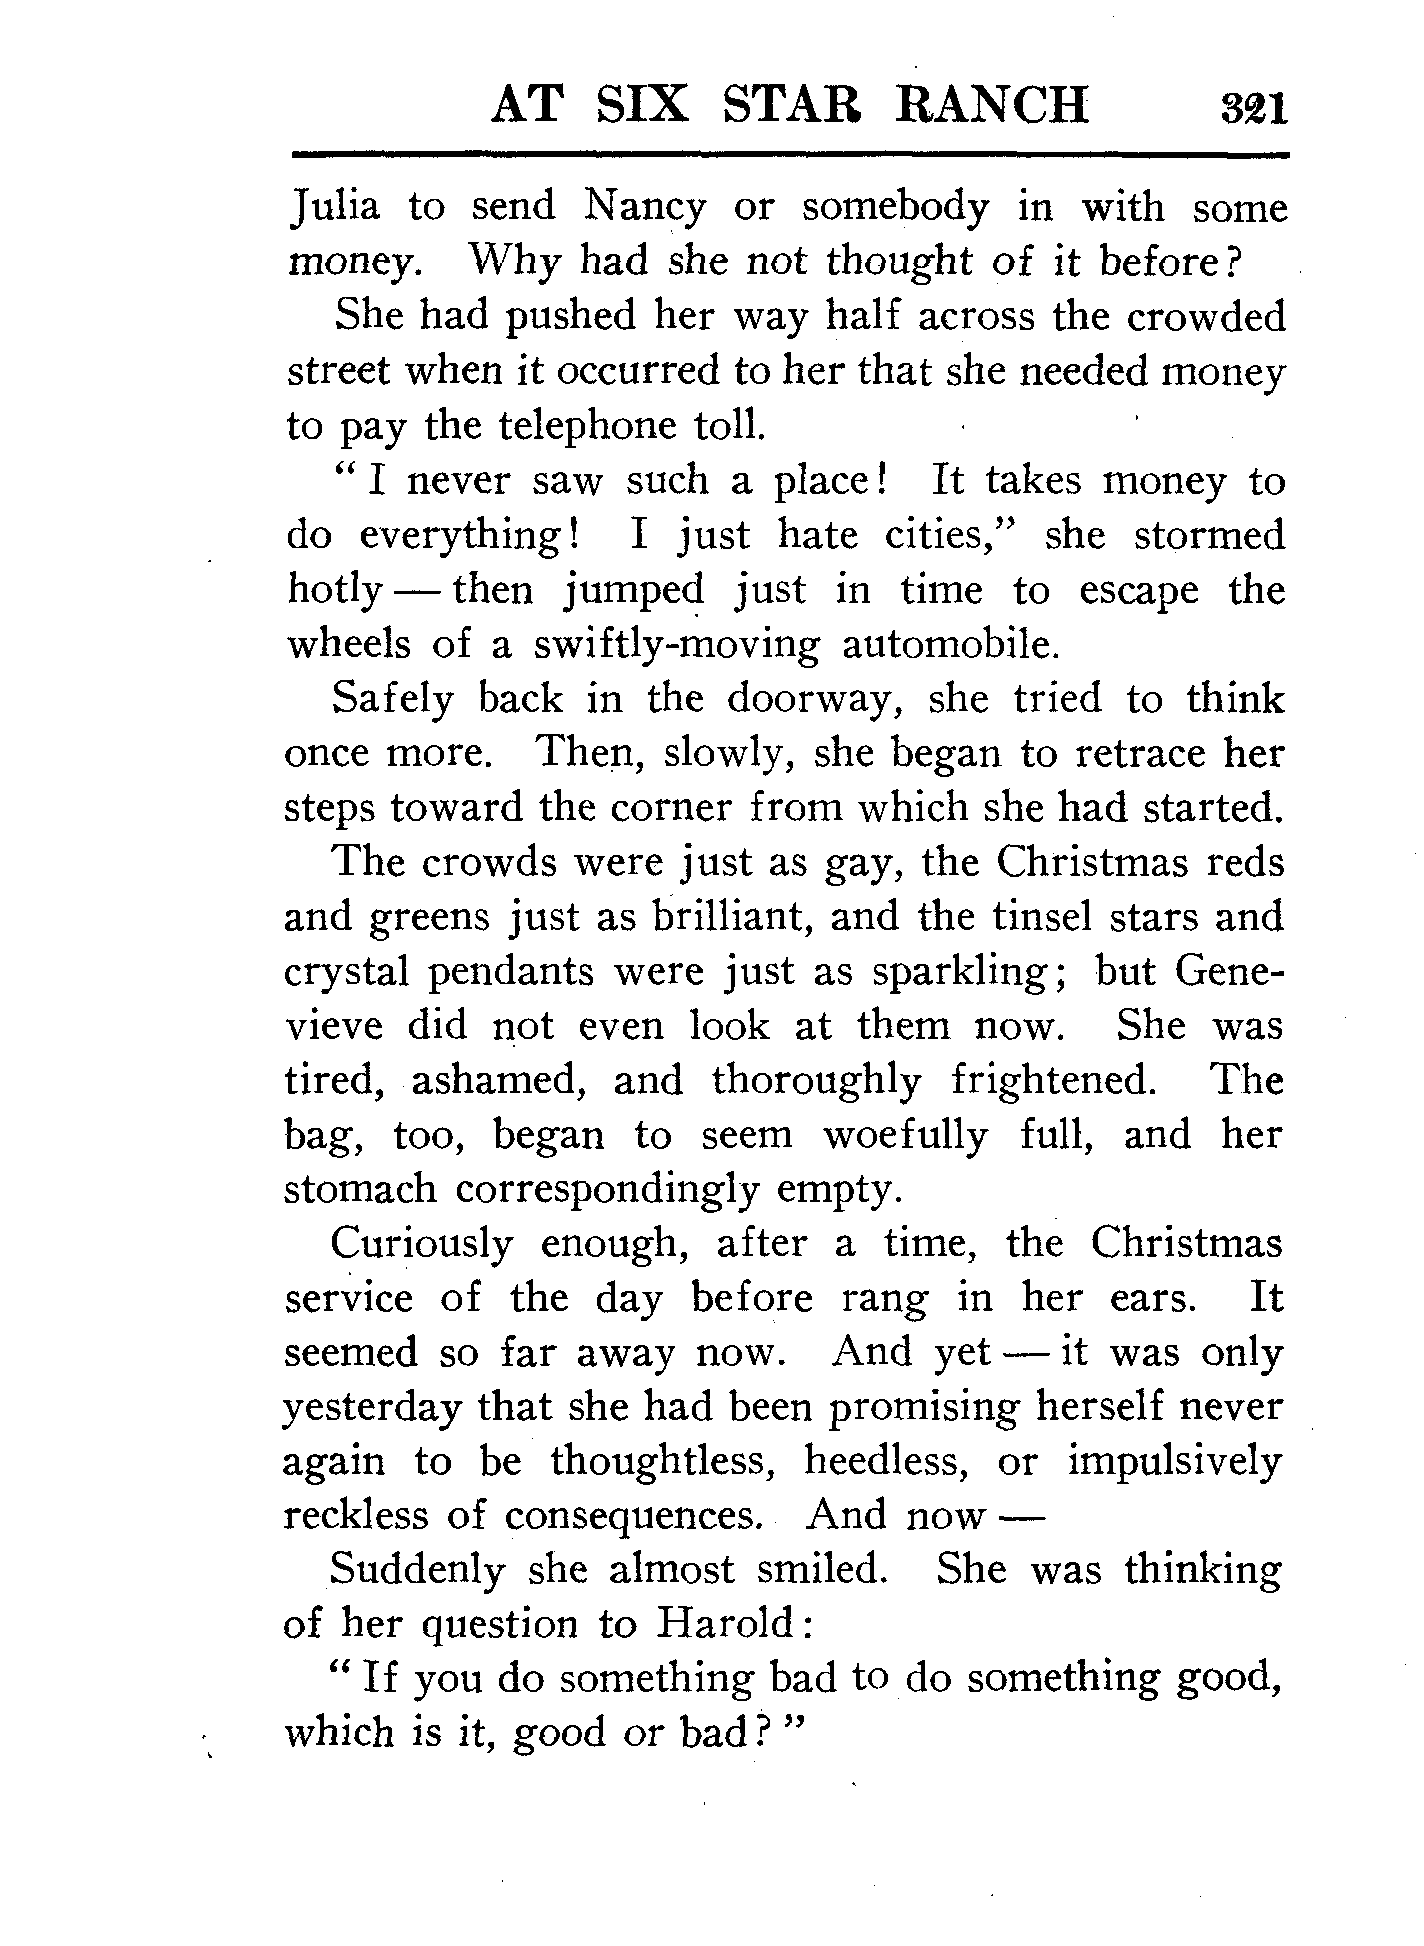 AT SIX STAR RANCH 321
Julia to send Nancy or somebody in with some
money. Why had she not thought of it before?
She had pushed her way half across the crowded
street when it occurred to her that she needed money
to pay the telephone toll.
“ I never saw such a place! It takes money to
do everything! I just hate cities,” she stormed
hotly — then jumped just in time to escape the
wheels of a swiftly-moving automobile.
Safely back in the doorway, she tried to think
once more. Then, slowly, she began to retrace her
steps toward the corner from which she had started.
The crowds were just as gay, the Christmas reds
and greens just as brilliant, and the tinsel stars and
crystal pendants were just as sparkling; but Gene-
vieve did not even look at them now. She was
tired, ashamed, and thoroughly frightened. The
bag, too, began to seem woefully full, and her
stomach correspondingly empty.
Curiously enough, after a time, the Christmas
service of the day before rang in her ears. It
seemed so far away now. And yet — it was only
yesterday that she had been promising herself never
again to be thoughtless, heedless, or impulsively
reckless of consequences. And now —
Suddenly she almost smiled. She was thinking
of her question to Harold:
“ If you do something bad to do something good,
which is it, good or bad? ”